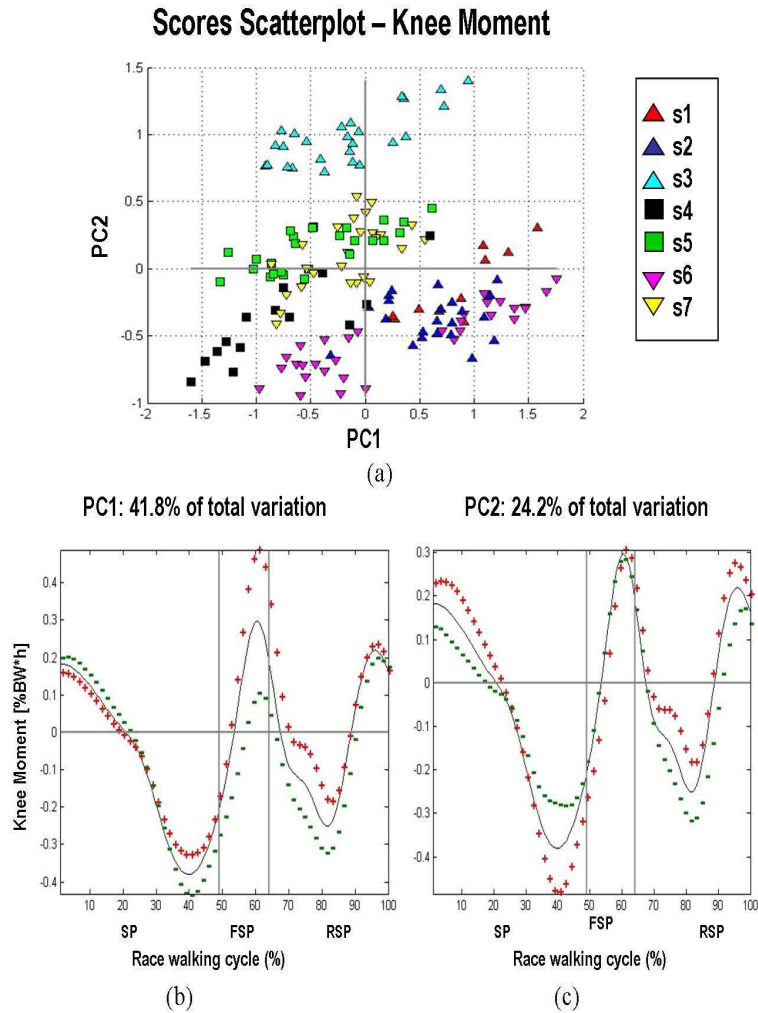 Scores Scatterplot – Knee Moment
1.5
1
0.5
0
-0.5
-1
PC2
-2 -1.5 -1 -0.5 0 0.5 1 1.5 2
PC1
s1
s2
s3
s4
s5
s6
s7
(a)
PC1: 41.8% of total variation
Knee Moment [%BW*h]
0.4
0.3
0.2
0.1
0
-0.1
-0.2
-0.3
-0.4
10 20 30 40 50 60 70 80 90 100
SP FSP RSP
Race walking cycle (%)
(b)
PC2: 24.2% of total variation
0.3
0.2
0.1
0
-0.1
-0.2
-0.3
-0.4
10 20 30 40 50 60 70 80 90 100
SP FSP RSP
Race walking cycle (%)
(c)